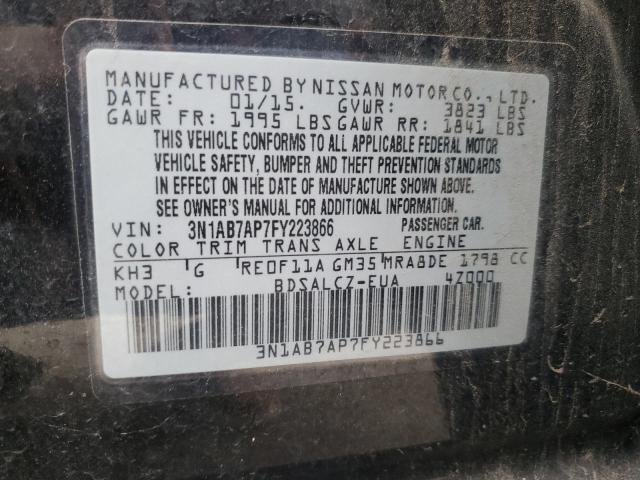 MANUFACTURED BY NISSAN MOTOR CO., LTD.
DATE: 01/15. GVWR: 3823 LBS
GAWR FR: 1995 LBS GAWR RR: 1841 LBS
THIS VEHICLE CONFORMS TO ALL APPLICABLE FEDERAL MOTOR
VEHICLE SAFETY, BUMPER AND THEFT PREVENTION STANDARDS
IN EFFECT ON THE DATE OF MANUFACTURE SHOWN ABOVE.
SEE OWNER'S MANUAL FOR ADDITIONAL INFORMATION.
VIN: 3N1AB7AP7FY223866 PASSENGER CAR.
COLOR TRIM TRANS AXLE ENGINE
KH3 G RE0F11A GM35 MRA8DE 1798 CC
MODEL: BDSALCZ-EUA 4Z000
3N1AB7AP7FY223866